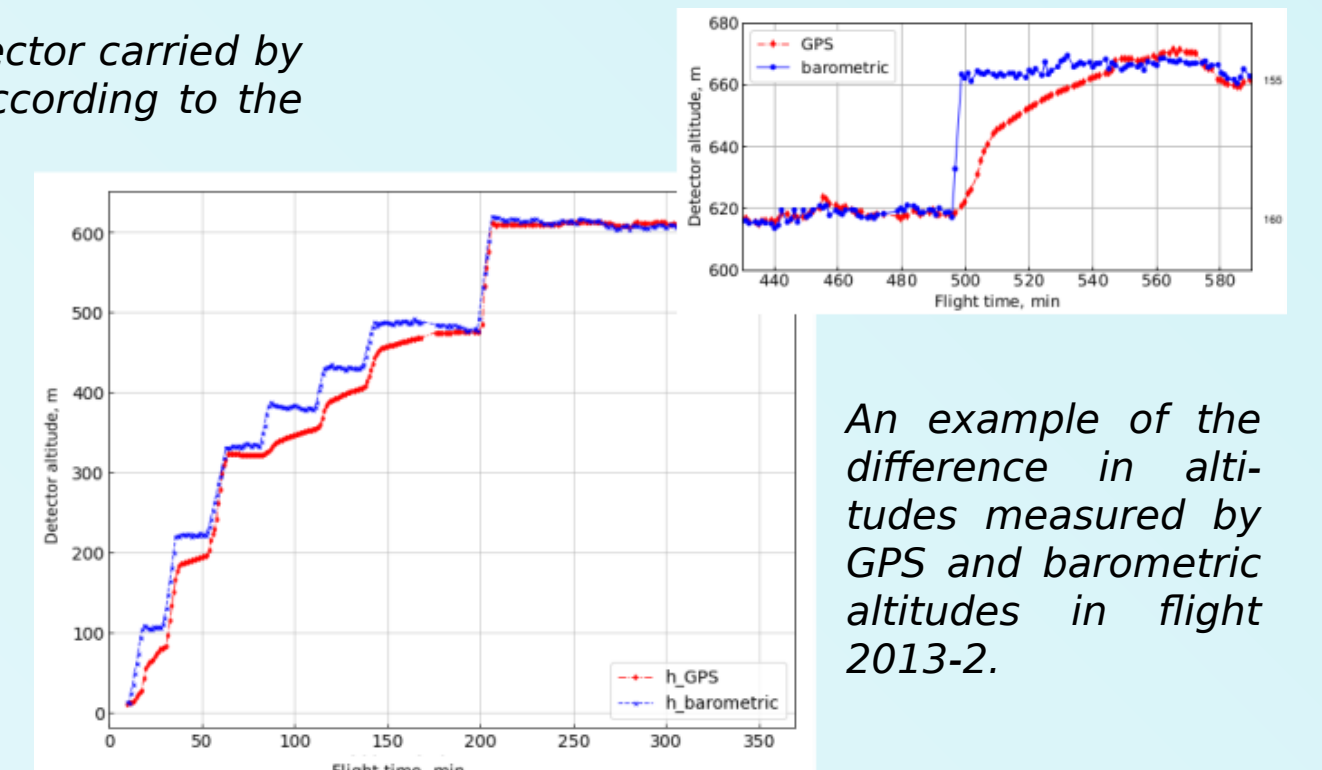 ector carried by
ccording to the
680
660
640
620
600
Detector altitude, m
GPS
barometric
155
160
440 460 480 500 520 540 560 580
Flight time, min
600
500
400
300
200
100
0
Detector altitude, m
h_GPS
h_barometric
0 50 100 150 200 250 300 350
Flight time, min
An example of the
difference in alti-
tudes measured by
GPS and barometric
altitudes in flight
2013-2.